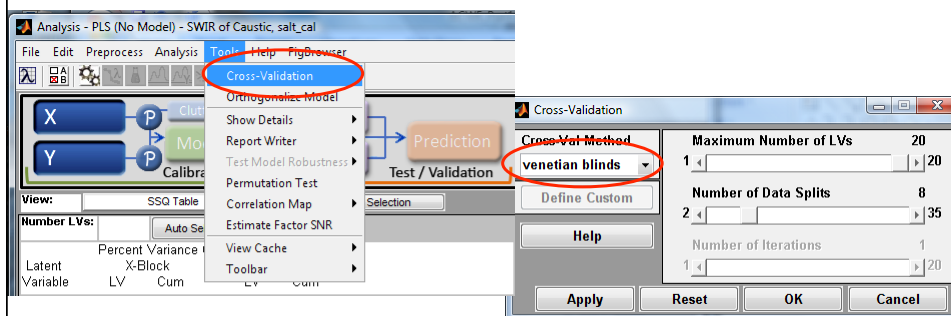 Analysis - PLS (No Model) - SWIR of Caustic, salt_cal
File Edit Preprocess Analysis Tools Help FigBrowser
Cross-Validation
Orthogonalize Model
Show Details
Report Writer
Test Model Robustness
Permutation Test
Correlation Map
Estimate Factor SNR
View Cache
Toolbar
X
P
Clut
Y
P
Mo
Calibra
Prediction
Test / Validation
View:
SSQ Table
Selection
Number LVs:
Auto Se
Percent Variance
Latent X-Block
Variable LV Cum LV Cum
Cross-Validation
Cross-Val Method
venetian blinds
Define Custom
Help
Maximum Number of LVs 20
1 20
Number of Data Splits 8
2 35
Number of Iterations 1
1 20
Apply Reset OK Cancel